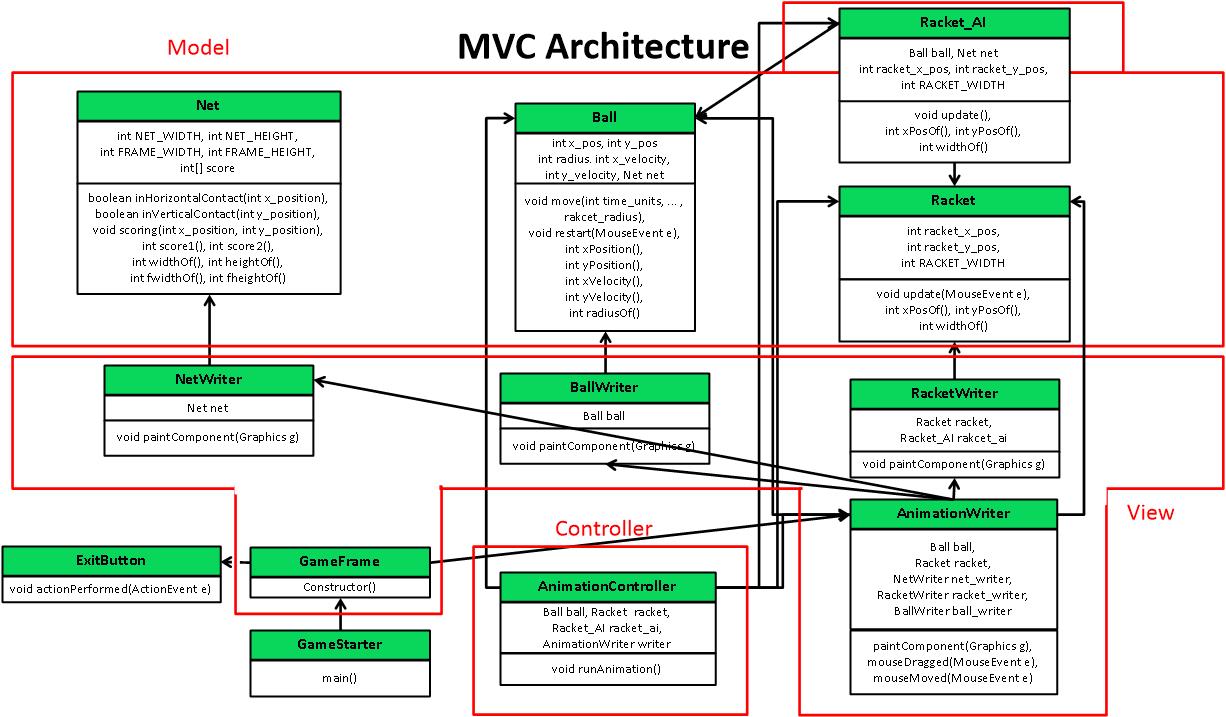 MVC Architecture
Model
Net
int NET_WIDTH, int NET_HEIGHT,
int FRAME_WIDTH, int FRAME_HEIGHT,
int[] score
boolean inHorizontalContact(int x_position),
boolean inVerticalContact(int y_position),
void scoring(int x_position, int y_position),
int score1(), int score2(),
int widthOf(), int heightOf(),
int fwidthOf(), int fheightOf()
Ball
int x_pos, int y_pos
int radius. int x_velocity,
int y_velocity, Net net
void move(int time_units, ... ,
rakcet_radius),
void restart(MouseEvent e),
int xPosition(),
int yPosition(),
int xVelocity(),
int yVelocity(),
int radiusOf()
Racket_AI
Ball ball, Net net
int racket_x_pos, int racket_y_pos,
int RACKET_WIDTH
void update(),
int xPosOf(), int yPosOf(),
int widthOf()
Racket
int racket_x_pos,
int racket_y_pos,
int RACKET_WIDTH
void update(MouseEvent e),
int xPosOf(), int yPosOf(),
int widthOf()
NetWriter
Net net
void paintComponent(Graphics g)
BallWriter
Ball ball
void paintComponent(Graphics g)
RacketWriter
Racket racket,
Racket_AI rakcet_ai
void paintComponent(Graphics g)
View
AnimationWriter
Ball ball,
Racket racket,
NetWriter net_writer,
RacketWriter racket_writer,
BallWriter ball_writer
paintComponent(Graphics g),
mouseDragged(MouseEvent e),
mouseMoved(MouseEvent e)
Controller
AnimationController
Ball ball, Racket racket,
Racket_AI racket_ai,
AnimationWriter writer
void runAnimation()
ExitButton
void actionPerformed(ActionEvent e)
GameFrame
Constructor()
GameStarter
main()